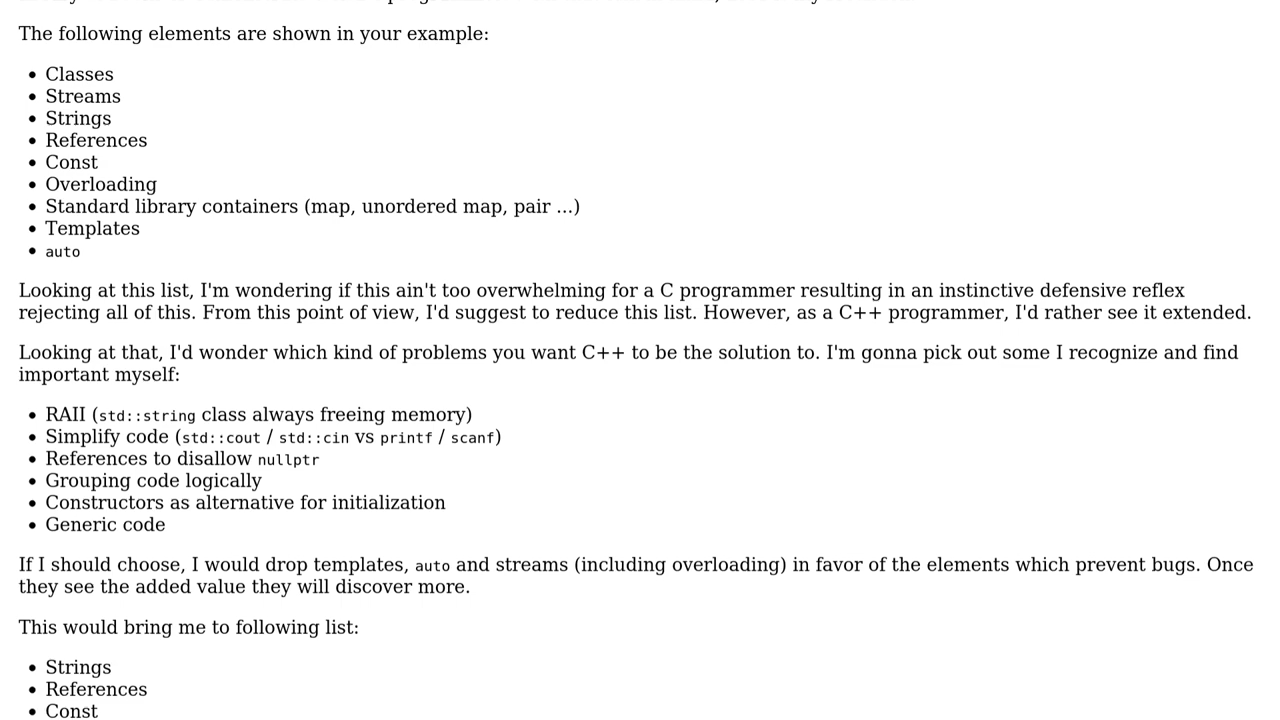 The following elements are shown in your example:
• Classes
• Streams
• Strings
• References
• Const
• Overloading
• Standard library containers (map, unordered map, pair ...)
• Templates
• auto
Looking at this list, I'm wondering if this ain't too overwhelming for a C programmer resulting in an instinctive defensive reflex
rejecting all of this. From this point of view, I'd suggest to reduce this list. However, as a C++ programmer, I'd rather see it extended.
Looking at that, I'd wonder which kind of problems you want C++ to be the solution to. I'm gonna pick out some I recognize and find
important myself:
• RAII (std::string class always freeing memory)
• Simplify code (std::cout / std::cin vs printf / scanf)
• References to disallow nullptr
• Grouping code logically
• Constructors as alternative for initialization
• Generic code
If I should choose, I would drop templates, auto and streams (including overloading) in favor of the elements which prevent bugs. Once
they see the added value they will discover more.
This would bring me to following list:
• Strings
• References
• Const